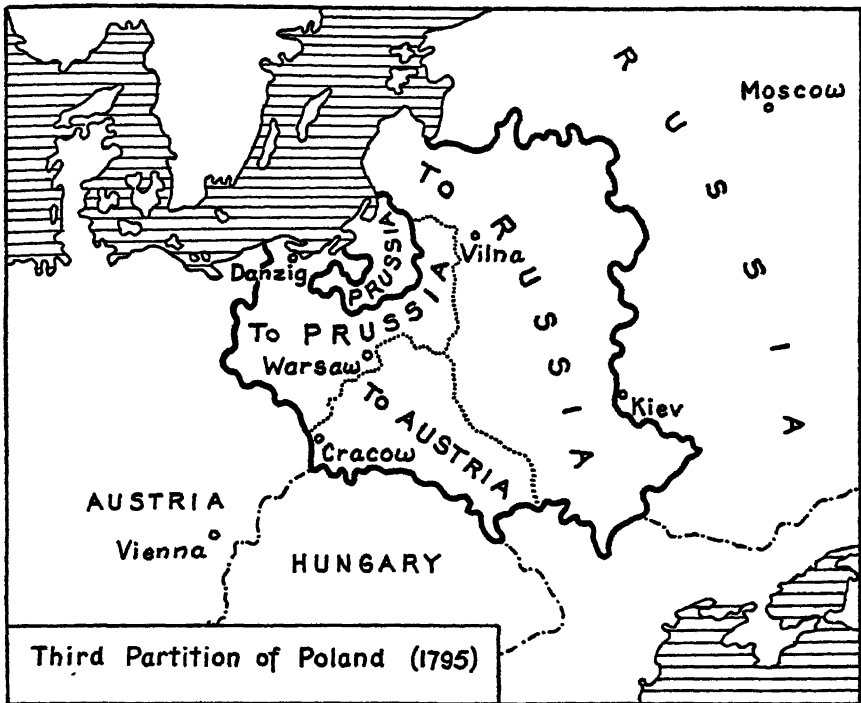 RUSSIA
Moscow
TO RUSSIA
Vilna
PRUSSIA
Danzig
PRUSSIA
To PRUSSIA
Warsaw
To AUSTRIA
Kiev
Cracow
AUSTRIA
Vienna
HUNGARY
Third Partition of Poland (1795)